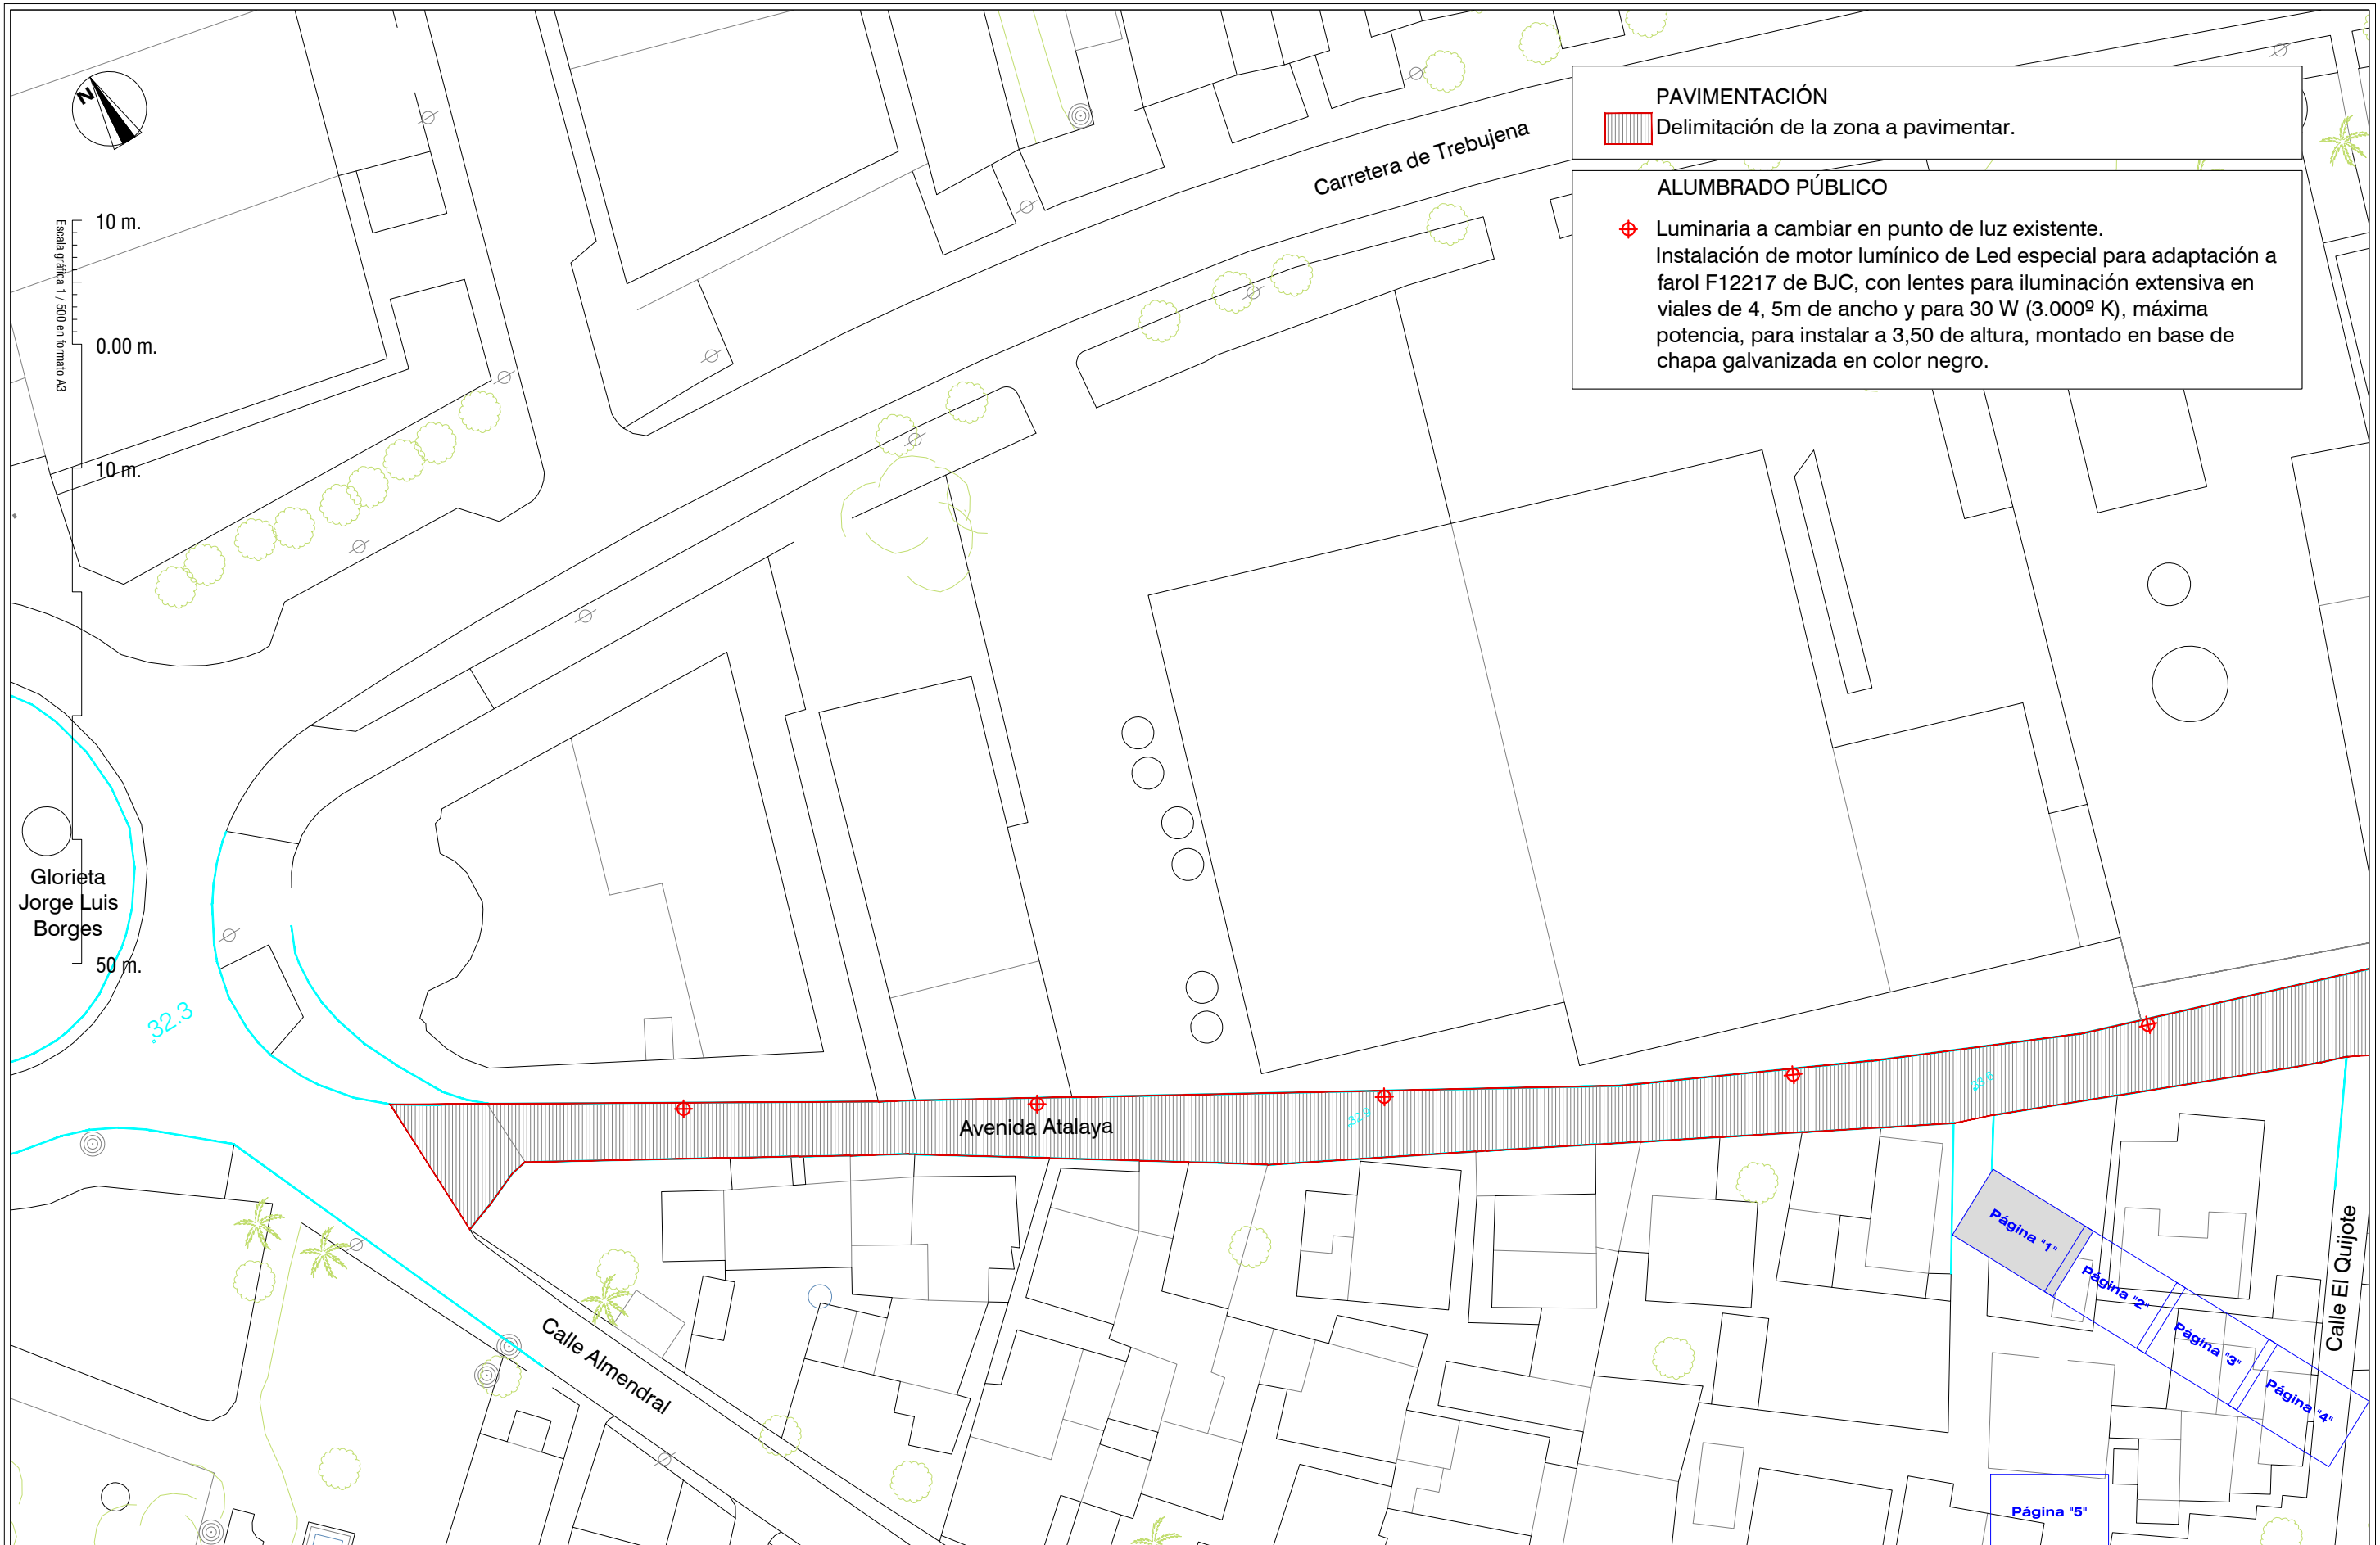 N
Escala gráfica 1 / 500 en formato A3
10 m.
0.00 m.
10 m.
50 m.
PAVIMENTACIÓN
Delimitación de la zona a pavimentar.
ALUMBRADO PÚBLICO
Luminaria a cambiar en punto de luz existente.
Instalación de motor lumínico de Led especial para adaptación a
farol F12217 de BJC, con lentes para iluminación extensiva en
viales de 4, 5m de ancho y para 30 W (3.000º K), máxima
potencia, para instalar a 3,50 de altura, montado en base de
chapa galvanizada en color negro.
Carretera de Trebujena
Glorieta
Jorge Luis
Borges
32.3
Avenida Atalaya
32.9
Calle Almendral
Calle El Quijote
Página "1"
Página "2"
Página "3"
Página "4"
Página "5"